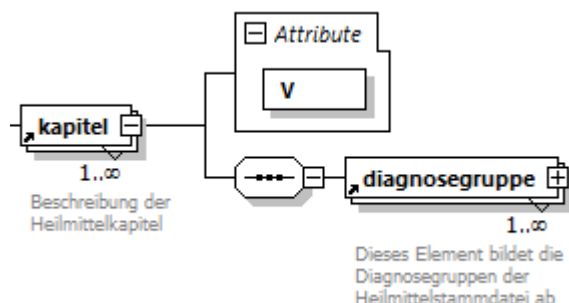 Attribute
V
kapitel
1..∞
Beschreibung der
Heilmittelkapitel
diagnosegruppe
1..∞
Dieses Element bildet die
Diagnosegruppen der
Heilmittelstammdatei ab